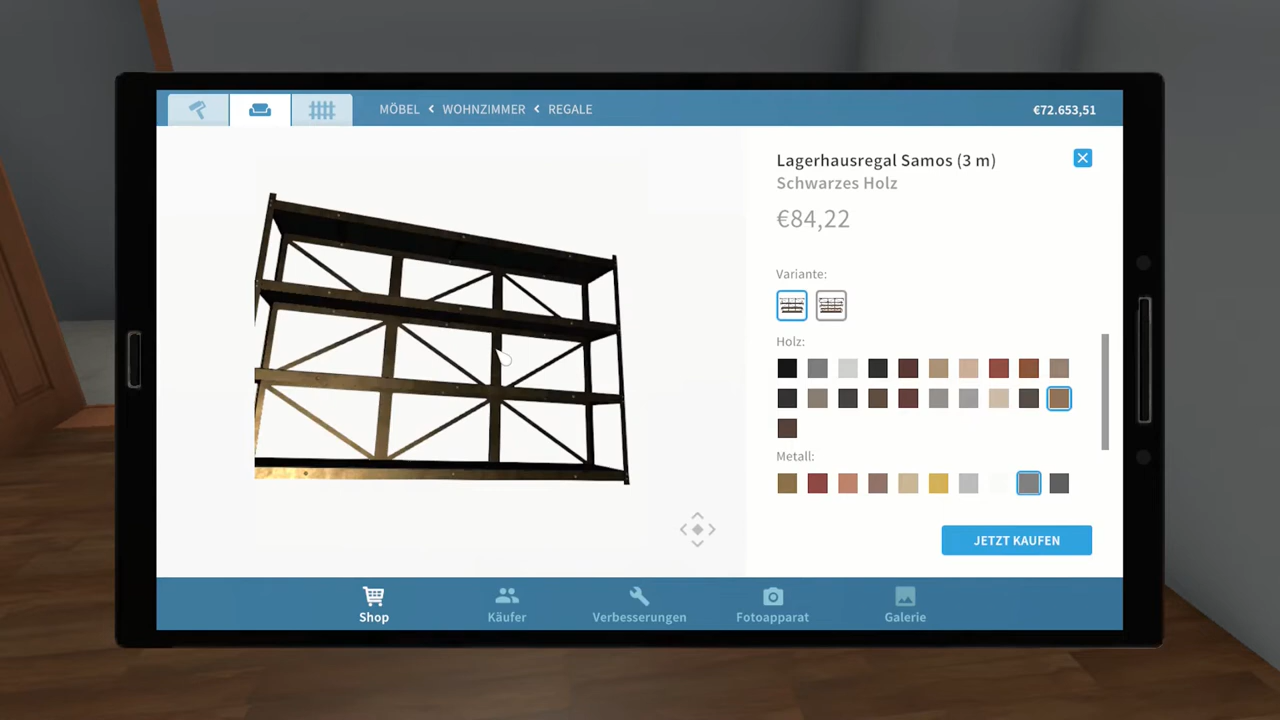 MÖBEL < WOHNZIMMER < REGALE
€72.653,51
Lagerhausregal Samos (3 m)
Schwarzes Holz
€84,22
Variante:
Holz:
Metall:
JETZT KAUFEN
Shop
Käufer
Verbesserungen
Fotoapparat
Galerie